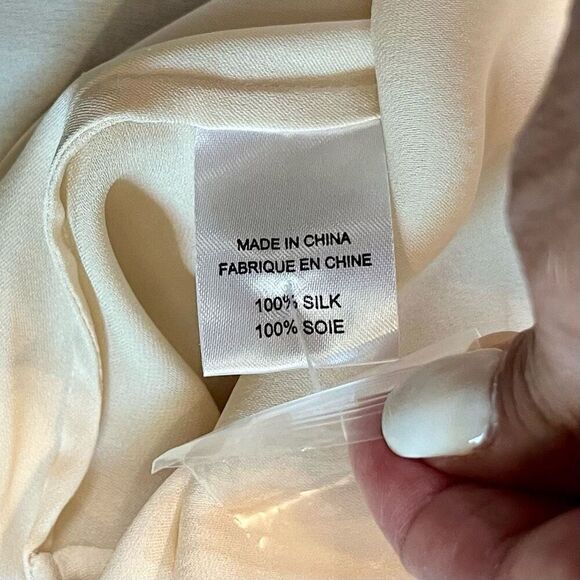 MADE IN CHINA
FABRIQUE EN CHINE
100% SILK
100% SOIE